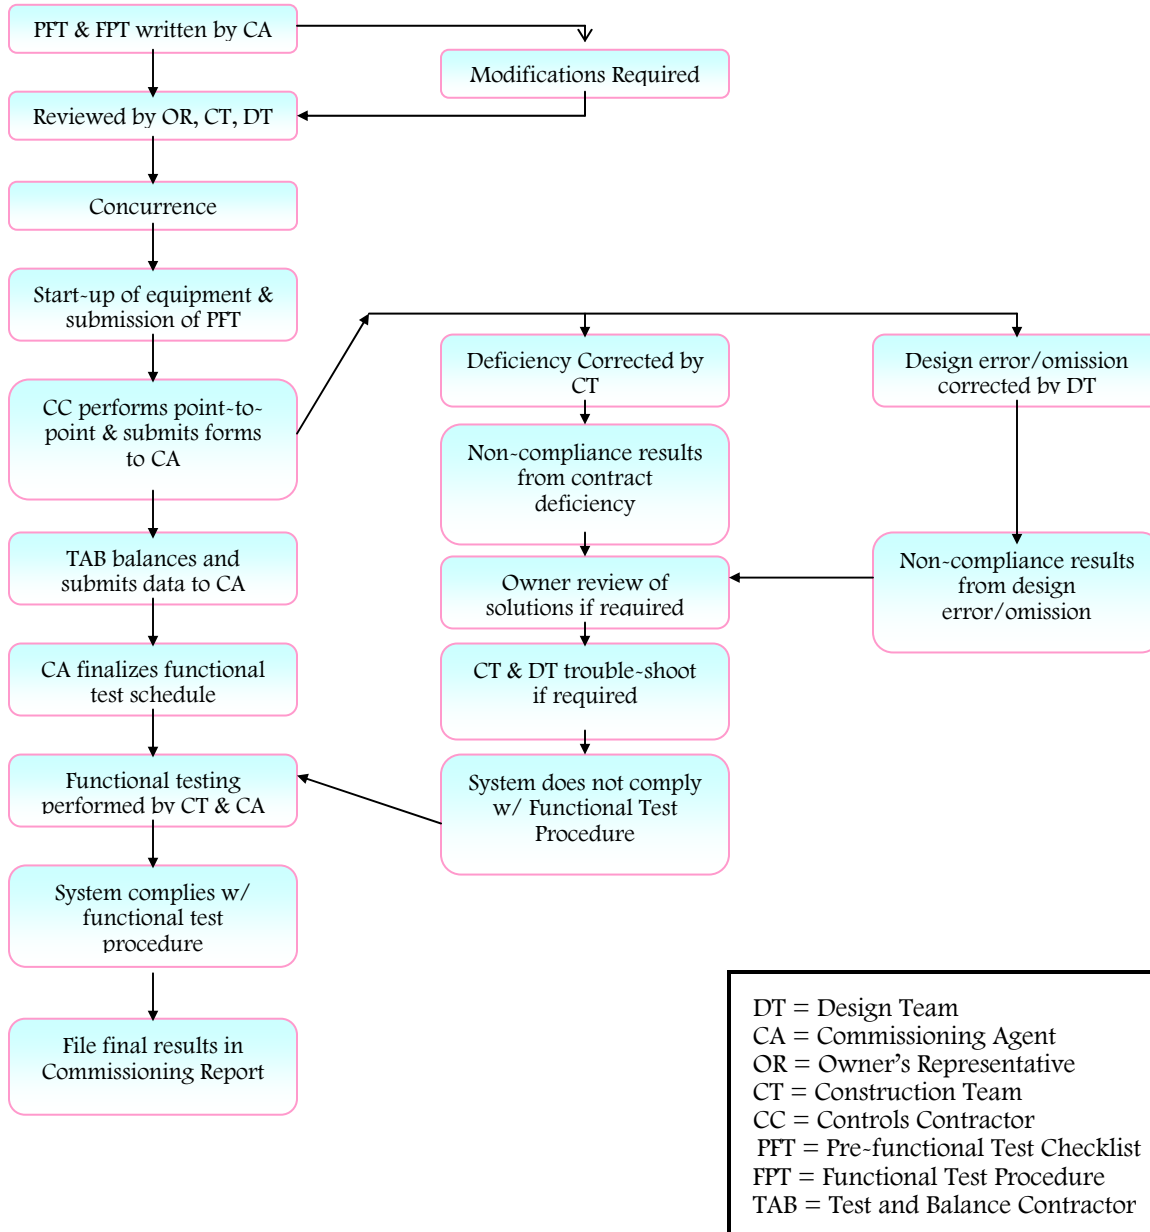 PFT & FPT written by CA
Modifications Required
Reviewed by OR, CT, DT
Concurrence
Start-up of equipment &
submission of PFT
CC performs point-to-
point & submits forms
to CA
TAB balances and
submits data to CA
CA finalizes functional
test schedule
Functional testing
performed by CT & CA
System complies w/
functional test
procedure
File final results in
Commissioning Report
Deficiency Corrected by
CT
Non-compliance results
from contract
deficiency
Owner review of
solutions if required
CT & DT trouble-shoot
if required
System does not comply
w/ Functional Test
Procedure
Design error/omission
corrected by DT
Non-compliance results
from design
error/omission
DT = Design Team
CA = Commissioning Agent
OR = Owner's Representative
CT = Construction Team
CC = Controls Contractor
PFT = Pre-functional Test Checklist
FPT = Functional Test Procedure
TAB = Test and Balance Contractor